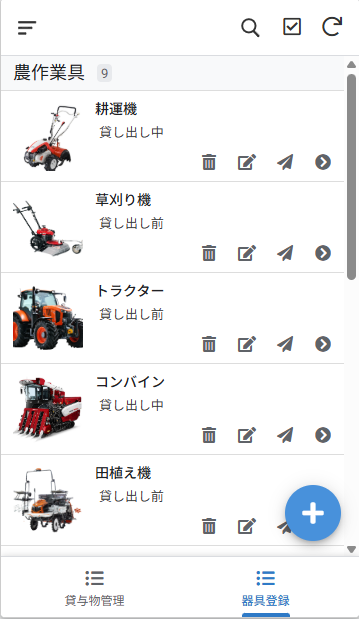 農作業具 9
耕運機
貸し出し中
草刈り機
貸し出し前
トラクター
貸し出し前
コンバイン
貸し出し中
田植え機
貸し出し前
貸与物管理 器具登録